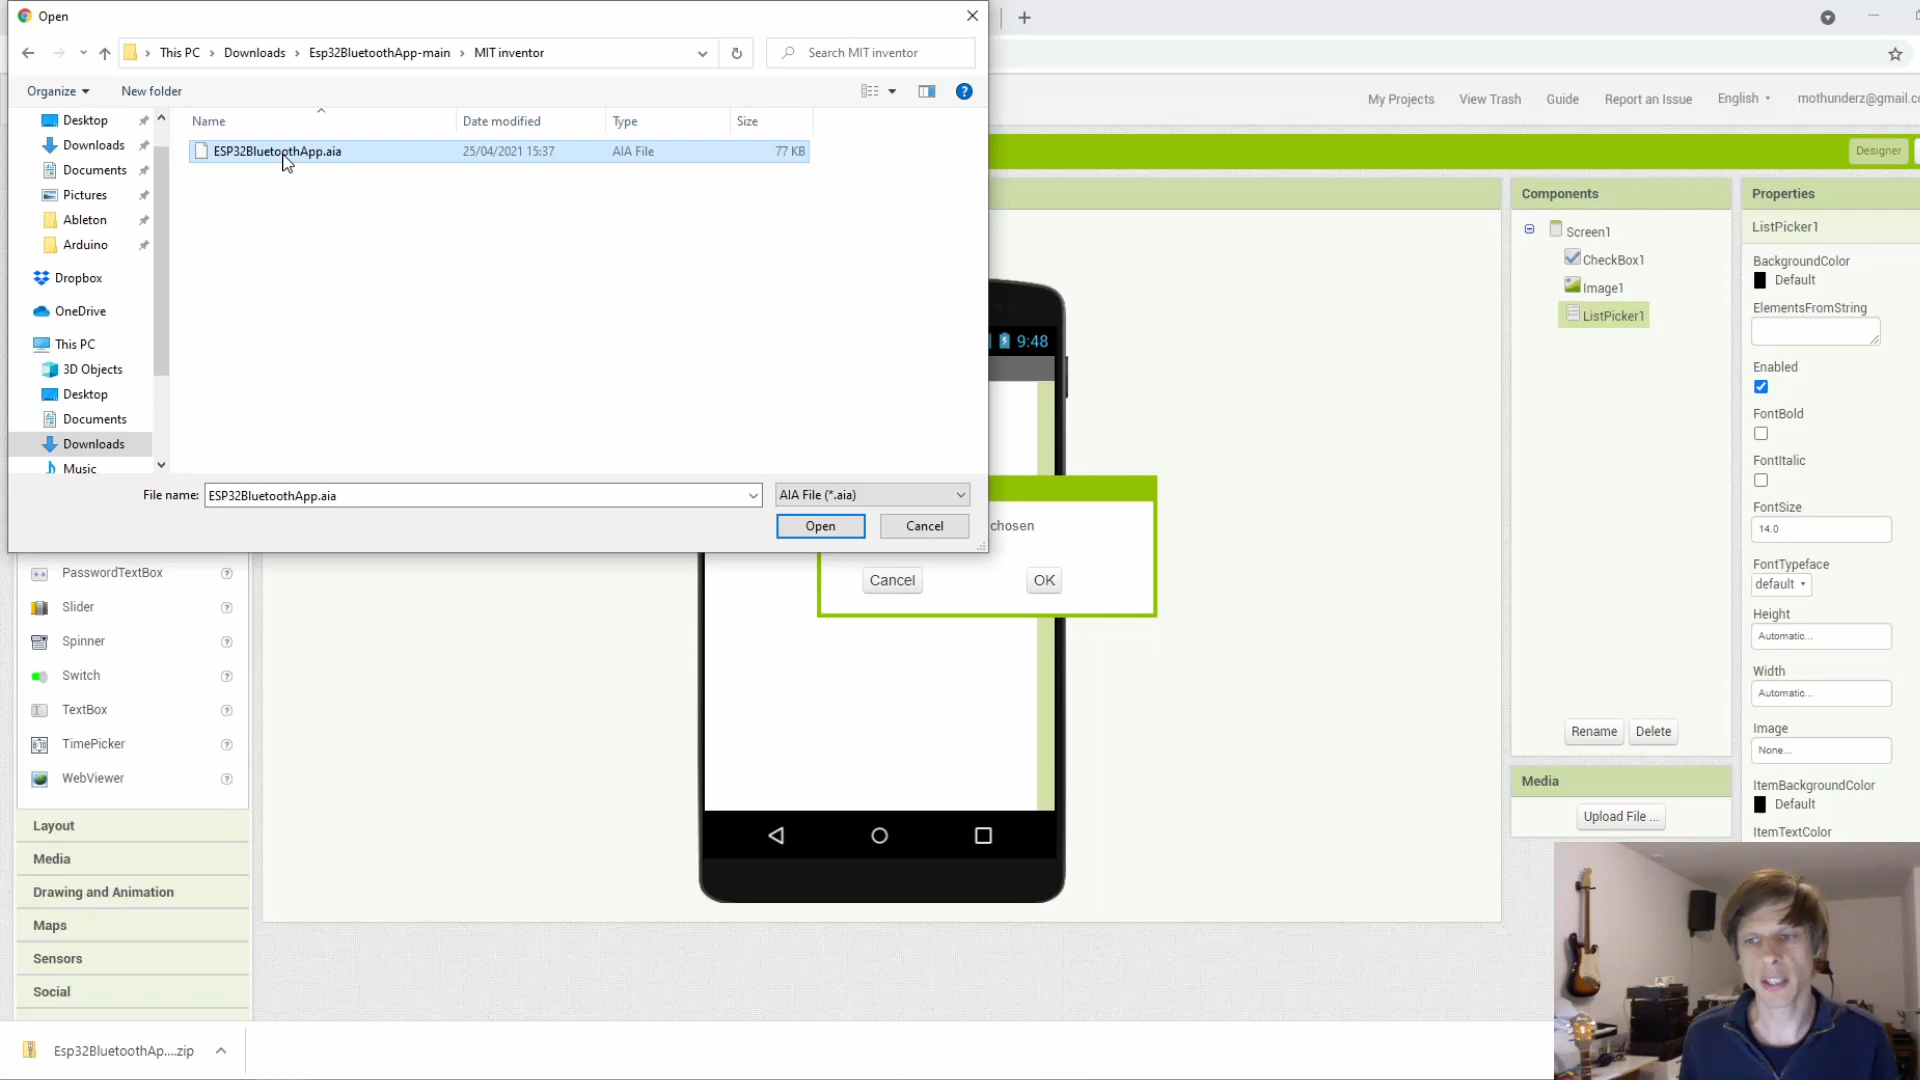 Open
This PC > Downloads > Esp32BluetoothApp-main > MIT inventor
Search MIT inventor
Organize
New folder
Name
Date modified
Type
Size
ESP32BluetoothApp.aia
25/04/2021 15:37
AIA File
77 KB
Desktop
Downloads
Documents
Pictures
Ableton
Arduino
Dropbox
OneDrive
This PC
3D Objects
Desktop
Documents
Downloads
Music
File name:
ESP32BluetoothApp.aia
AIA File (*.aia)
Open
Cancel
My Projects
View Trash
Guide
Report an Issue
English
mothunderz@gmail.co
Designer
9:48
chosen
Cancel
OK
PasswordTextBox
Slider
Spinner
Switch
TextBox
TimePicker
WebViewer
Layout
Media
Drawing and Animation
Maps
Sensors
Social
Components
Screen1
CheckBox1
Image1
ListPicker1
Rename
Delete
Media
Upload File ...
Properties
ListPicker1
BackgroundColor
Default
ElementsFromString
Enabled
FontBold
FontItalic
FontSize
14.0
FontTypeface
default
Height
Automatic...
Width
Automatic...
Image
None...
ItemBackgroundColor
Default
ItemTextColor
Esp32BluetoothAp....zip